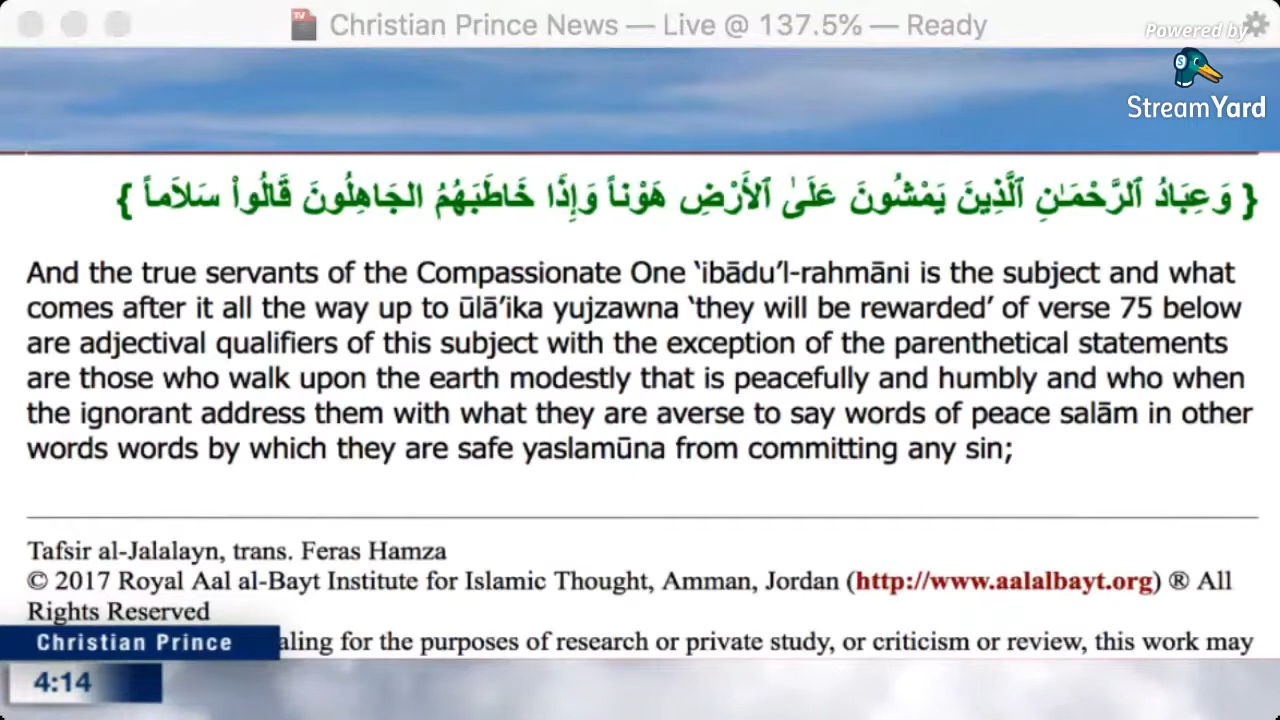 Christian Prince News — Live @ 137.5% — Ready
Powered by
StreamYard
{ وَعِبَادُ ٱلرَّحْمَـٰنِ ٱلَّذِينَ يَمْشُونَ عَلَىٰ ٱلأَرْضِ هَوْناً وَإِذَا خَاطَبَهُمُ الجَاهِلُونَ قَالُواْ سَلاَماً }
And the true servants of the Compassionate One ‘ibādu’l-rahmāni is the subject and what
comes after it all the way up to ūlā’ika yujzawna ‘they will be rewarded’ of verse 75 below
are adjectival qualifiers of this subject with the exception of the parenthetical statements
are those who walk upon the earth modestly that is peacefully and humbly and who when
the ignorant address them with what they are averse to say words of peace salām in other
words words by which they are safe yaslamūna from committing any sin;
Tafsir al-Jalalayn, trans. Feras Hamza
© 2017 Royal Aal al-Bayt Institute for Islamic Thought, Amman, Jordan (http://www.aalalbayt.org) ® All
Rights Reserved
Christian Prince
aling for the purposes of research or private study, or criticism or review, this work may
4:14